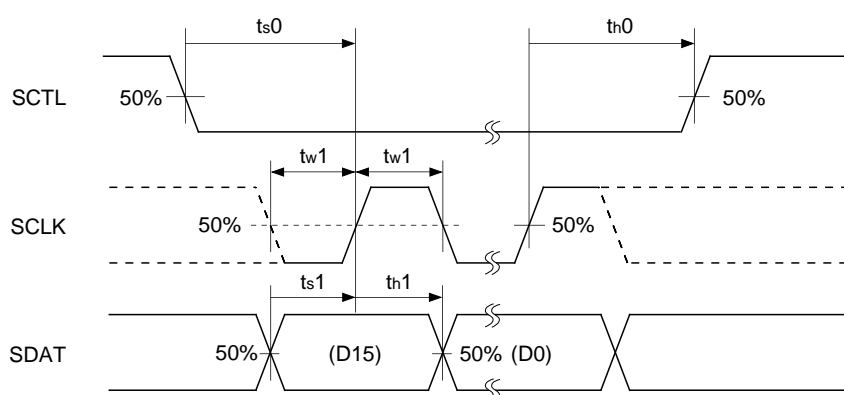 ts0
th0
SCTL
50%
50%
tw1
tw1
SCLK
50%
50%
ts1
th1
SDAT
50%
(D15)
50%
(D0)